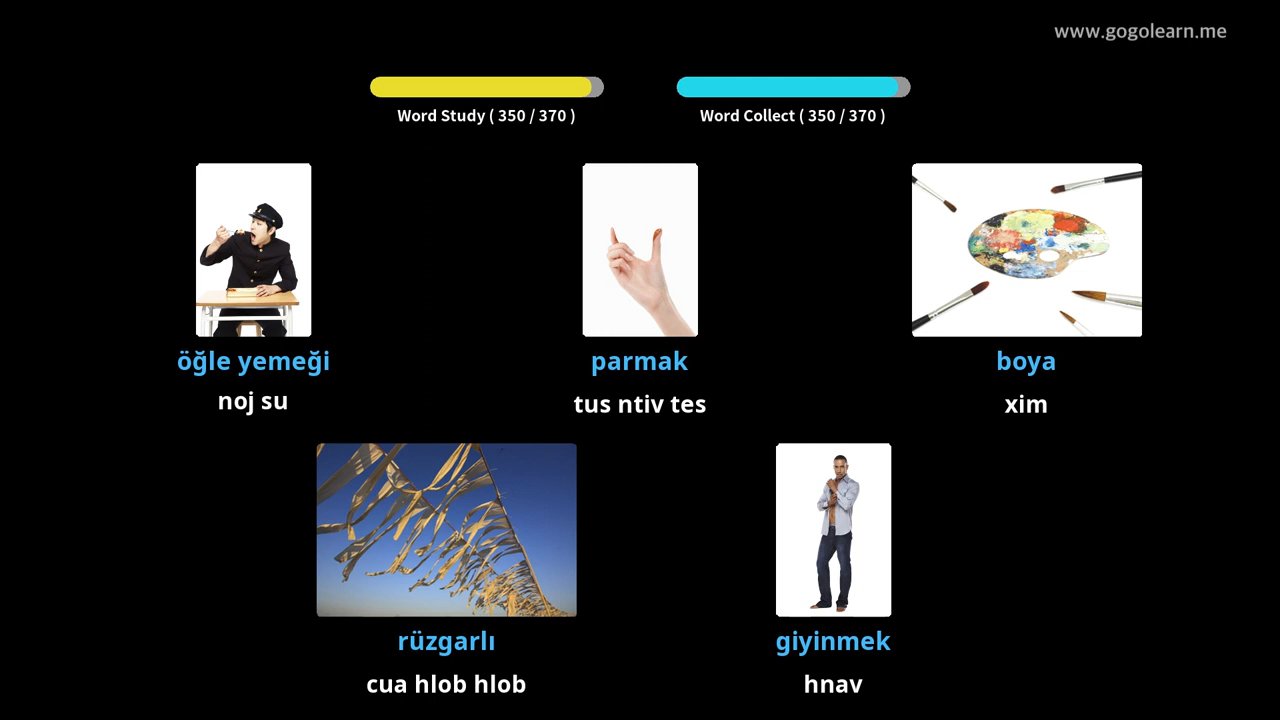 www.gogolearn.me
Word Study ( 350 / 370 )
Word Collect ( 350 / 370 )
öğle yemeği
noj su
parmak
tus ntiv tes
boya
xim
rüzgarlı
cua hlob hlob
giyinmek
hnav